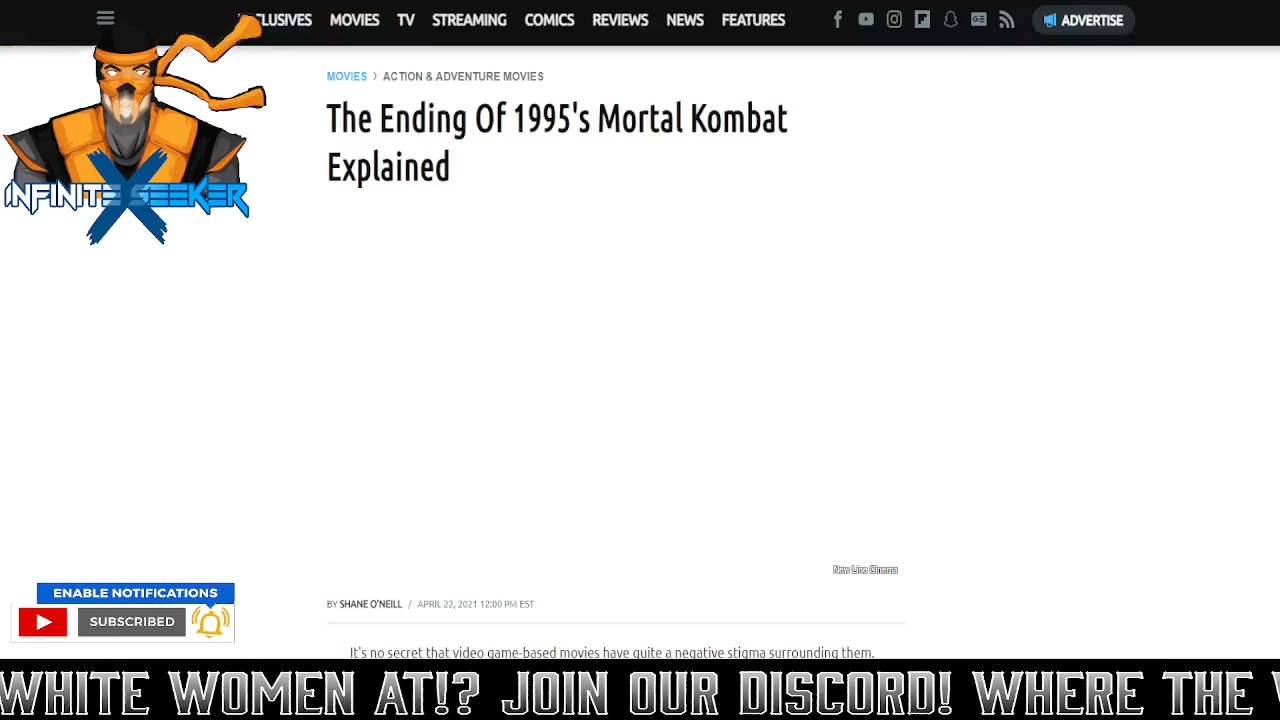 CLUSIVES MOVIES TV STREAMING COMICS REVIEWS NEWS FEATURES ADVERTISE
MOVIES > ACTION & ADVENTURE MOVIES
The Ending Of 1995's Mortal Kombat
Explained
INFINITE SEEKER
X
New Line Cinema
ENABLE NOTIFICATIONS
BY SHANE O'NEILL / APRIL 22, 2021 12:00 PM EST
SUBSCRIBED
It's no secret that video game-based movies have quite a negative stigma surrounding them.
WHITE WOMEN AT!? JOIN OUR DISCORD! WHERE THE